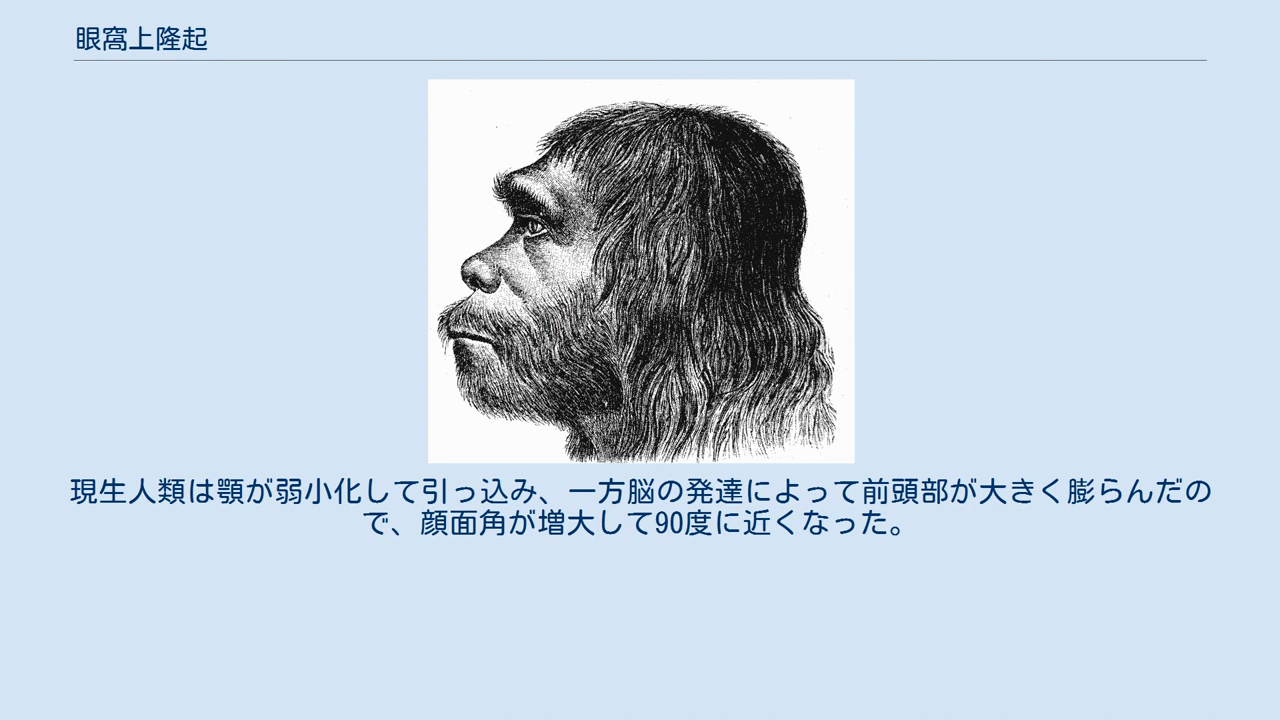 眼窩上隆起
現生人類は顎が弱小化して引っ込み、一方脳の発達によって前頭部が大きく膨らんだの
で、顔面角が増大して90度に近くなった。